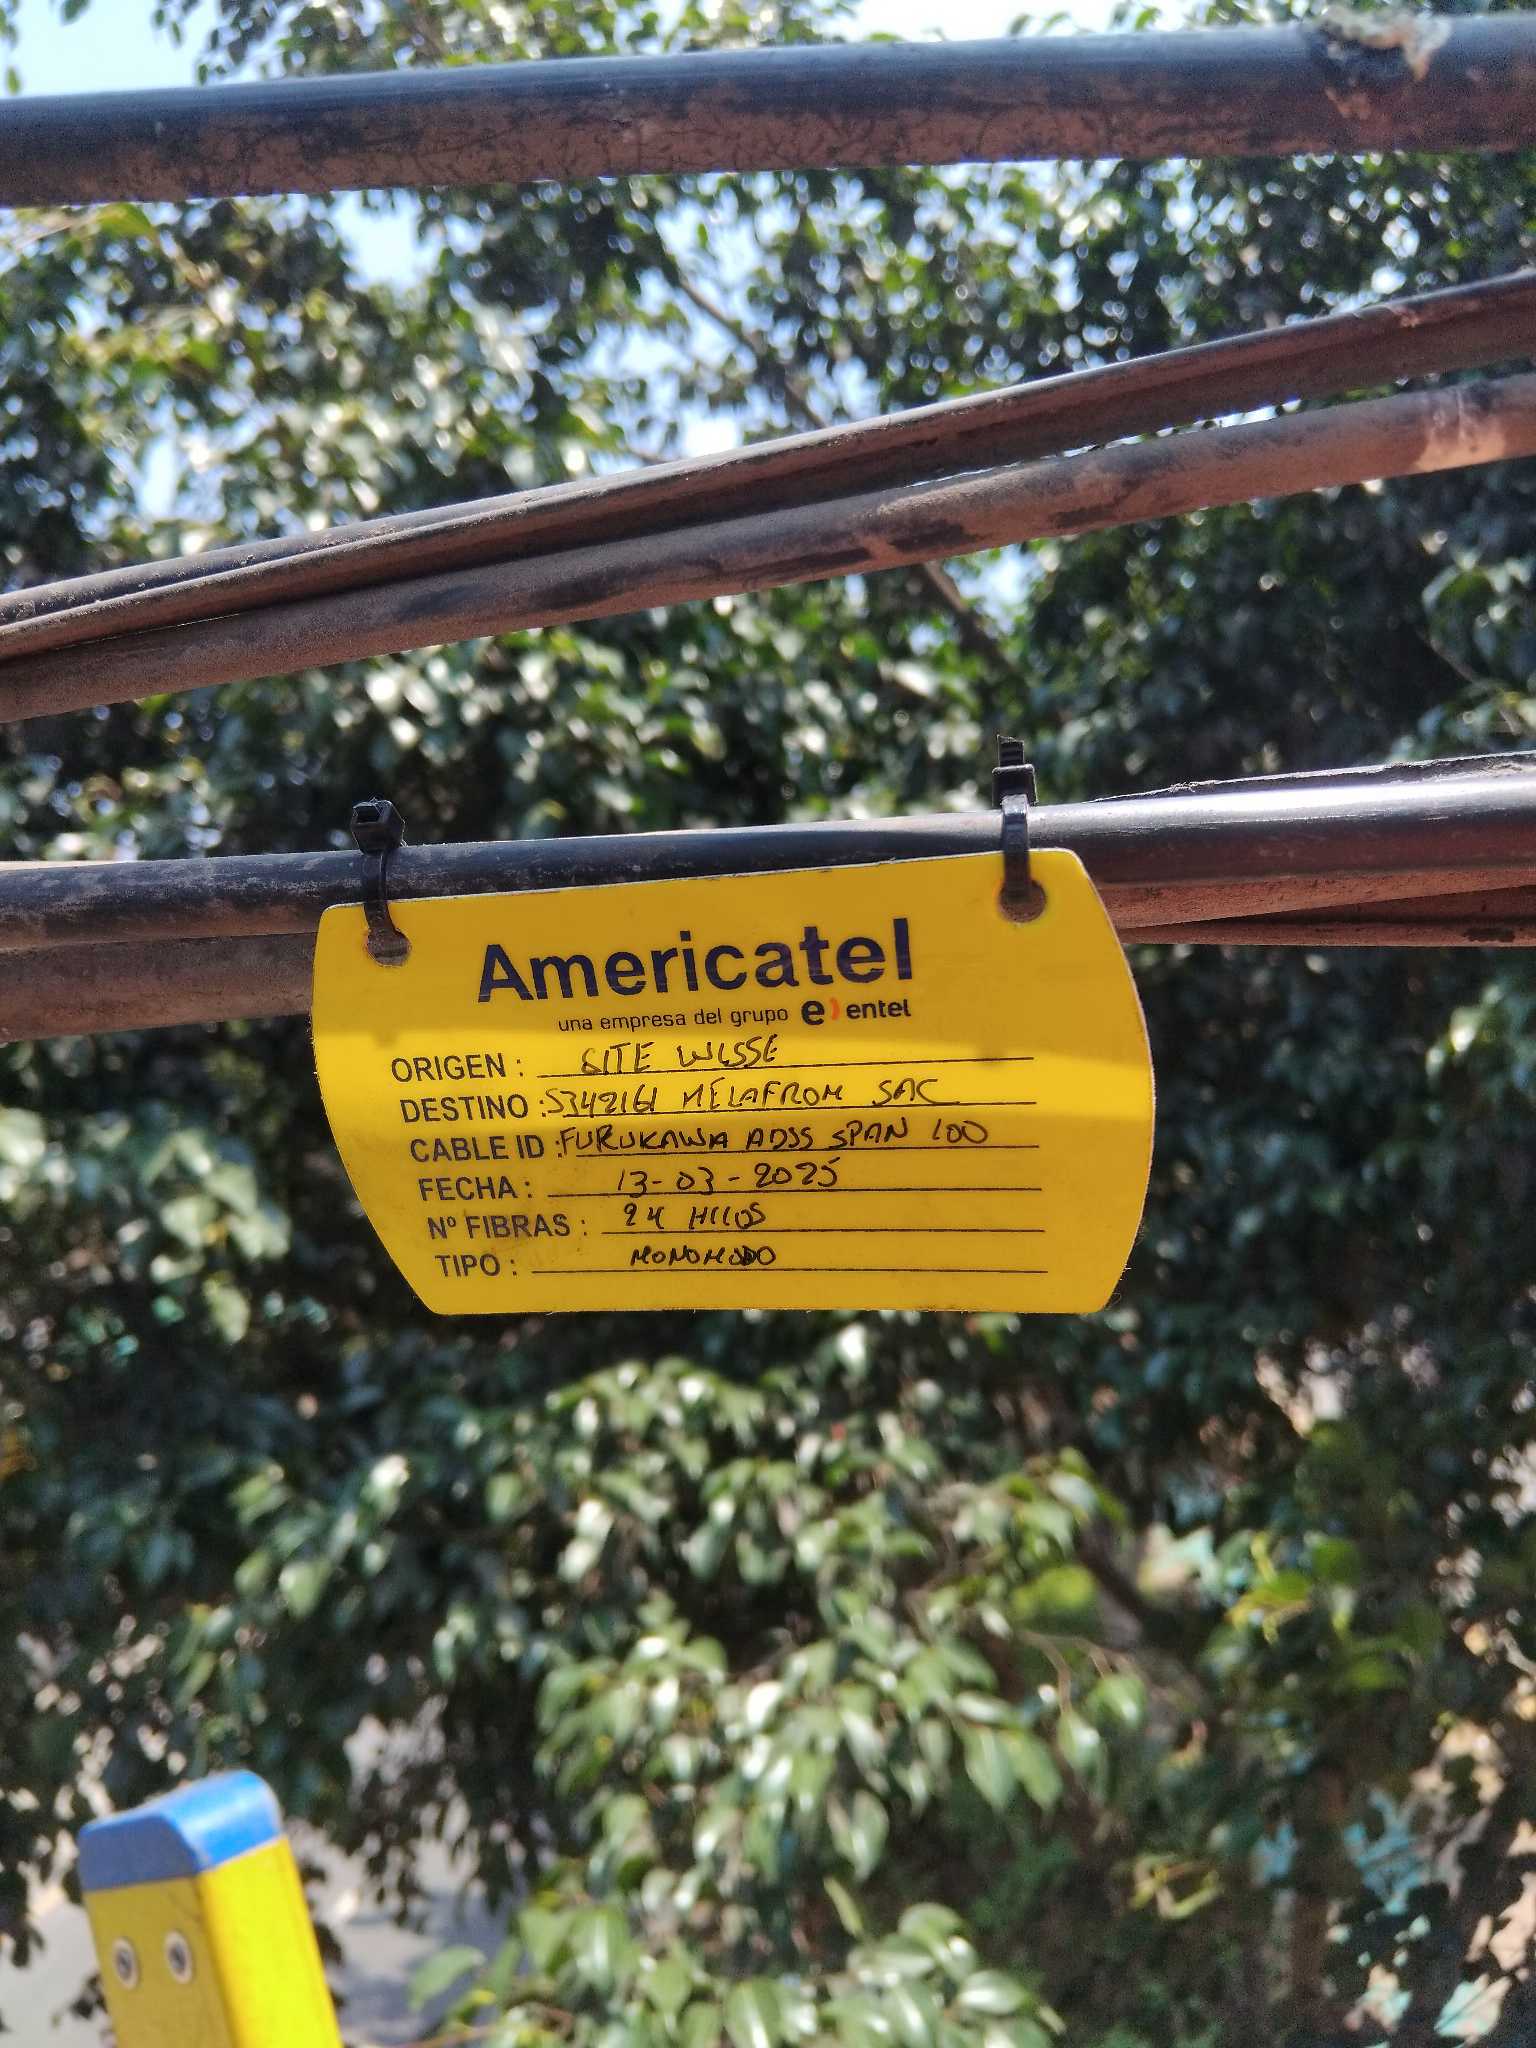 Americatel
una empresa del grupo e) entel
ORIGEN : SITE WISSE
DESTINO : S342161 MELAFROM SAC
CABLE ID : FURUKAWA ADSS SPAN 100
FECHA : 13-03-2025
Nº FIBRAS : 24 HILOS
TIPO : MONOMODO